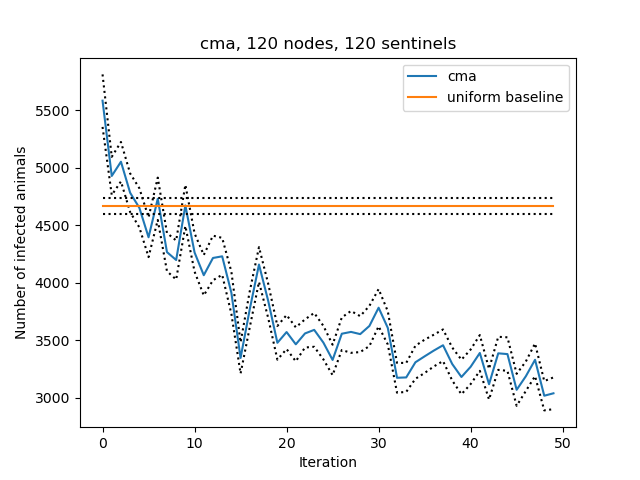 cma, 120 nodes, 120 sentinels
cma
uniform baseline
Number of infected animals
5500
5000
4500
4000
3500
3000
0 10 20 30 40 50
Iteration